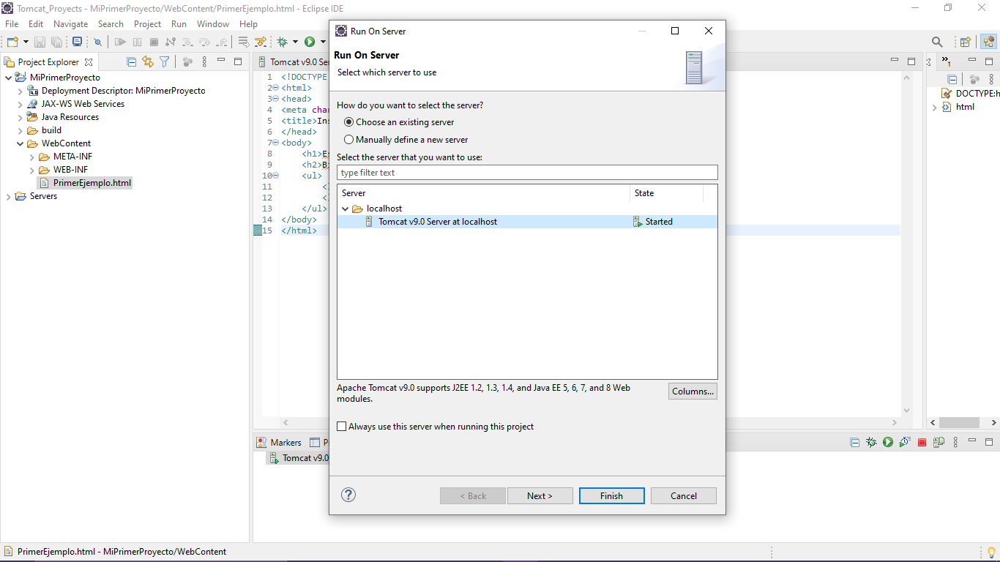 Tomcat_Proyects - MiPrimerProyecto/WebContent/PrimerEjemplo.html - Eclipse IDE
File Edit Navigate Search Project Run Window Help
Project Explorer
MiPrimerProyecto
Deployment Descriptor: MiPrimerProyecto
JAX-WS Web Services
Java Resources
build
WebContent
META-INF
WEB-INF
PrimerEjemplo.html
Servers
Tomcat v9.0 Se
1 <!DOCTYPE
2 <html>
3 <head>
4 <meta cha
5 <title>Ins
6 </head>
7 <body>
8 <h1>Es
9 <h2>Bi
10 <ul>
11 <
12 <
13 </ul>
14 </body>
15 </html>
Run On Server
Run On Server
Select which server to use
How do you want to select the server?
Choose an existing server
Manually define a new server
Select the server that you want to use:
type filter text
Server State
localhost
Tomcat v9.0 Server at localhost Started
Apache Tomcat v9.0 supports J2EE 1.2, 1.3, 1.4, and Java EE 5, 6, 7, and 8 Web
modules.
Columns...
Always use this server when running this project
< Back Next > Finish Cancel
»1
DOCTYPE:h
html
Markers P
Tomcat v9.0
PrimerEjemplo.html - MiPrimerProyecto/WebContent